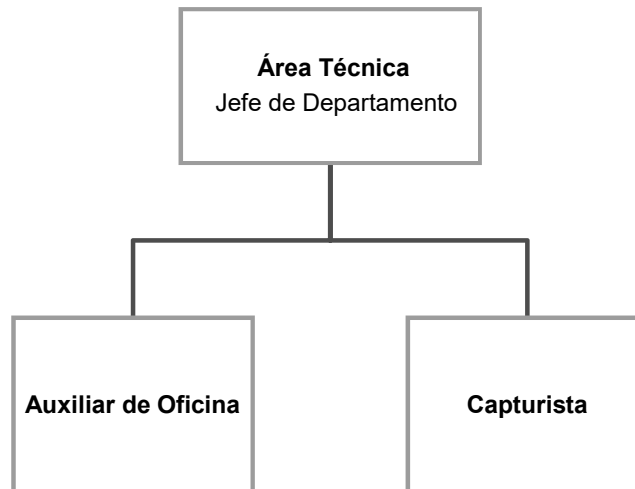 Área Técnica
Jefe de Departamento
Auxiliar de Oficina
Capturista